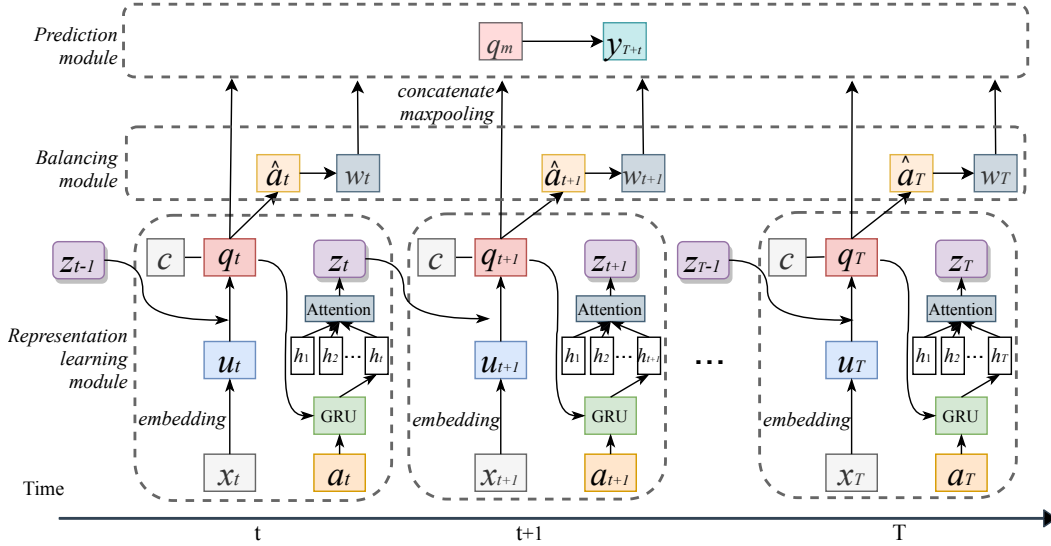 Prediction
module
q_m
y_{T+t}
concatenate
maxpooling
Balancing
module
â_t
w_t
â_{t+1}
w_{t+1}
â_T
w_T
z_{t-1}
c
q_t
z_t
c
q_{t+1}
z_{t+1}
z_{T-1}
c
q_T
z_T
Attention
Attention
Attention
Representation
learning
module
u_t
h_1
h_2
···
h_t
u_{t+1}
h_1
h_2
···
h_{t+1}
...
u_T
h_1
h_2
···
h_T
embedding
GRU
embedding
GRU
embedding
GRU
x_t
a_t
x_{t+1}
a_{t+1}
x_T
a_T
Time
t
t+1
T